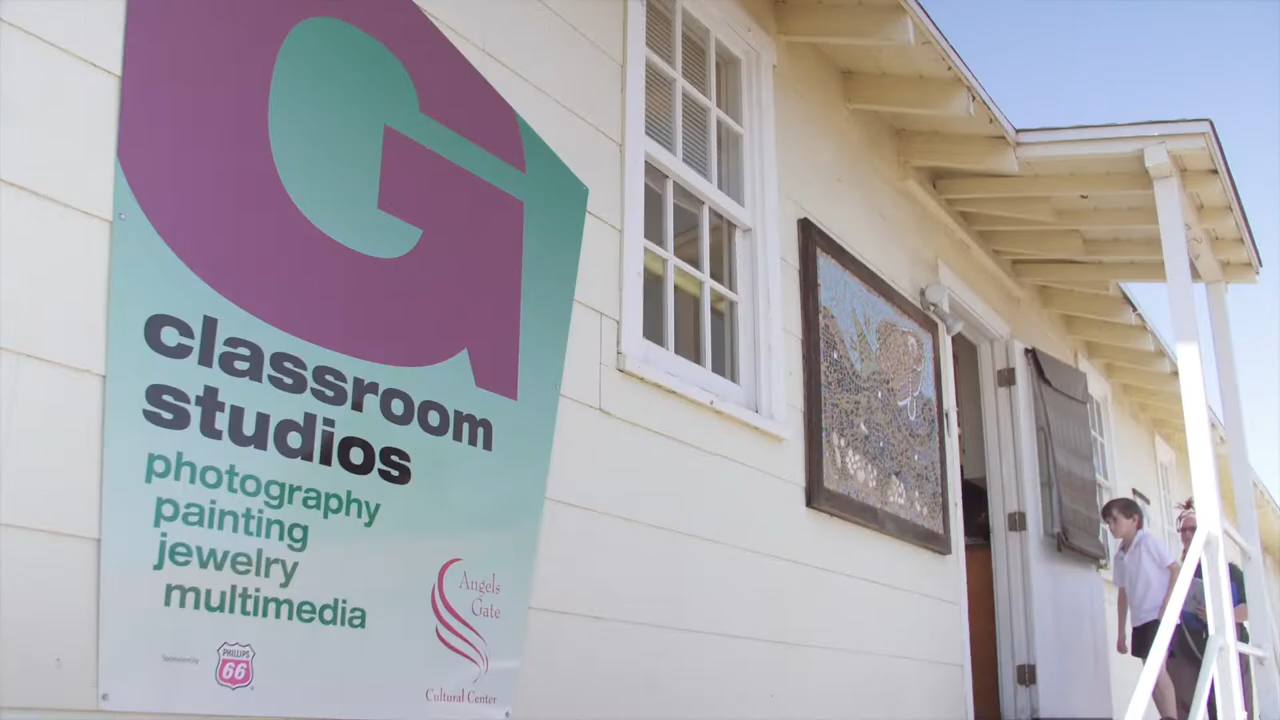 G
classroom
studios
photography
painting
jewelry
multimedia
Sponsored by
PHILLIPS
66
Angels
Gate
Cultural Center